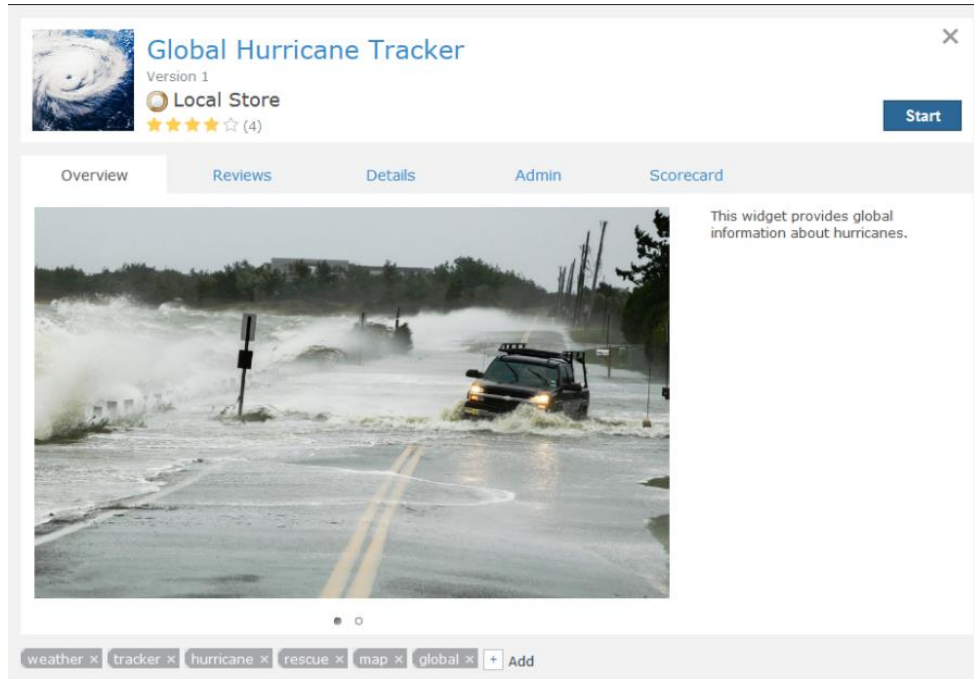 Global Hurricane Tracker
Version 1
Local Store
(4)
Start
Overview Reviews Details Admin Scorecard
This widget provides global
information about hurricanes.
weather × tracker × hurricane × rescue × map × global × + Add